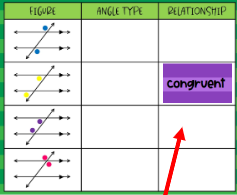 FIGURE ANGLE TYPE RELATIONSHIP
congruent